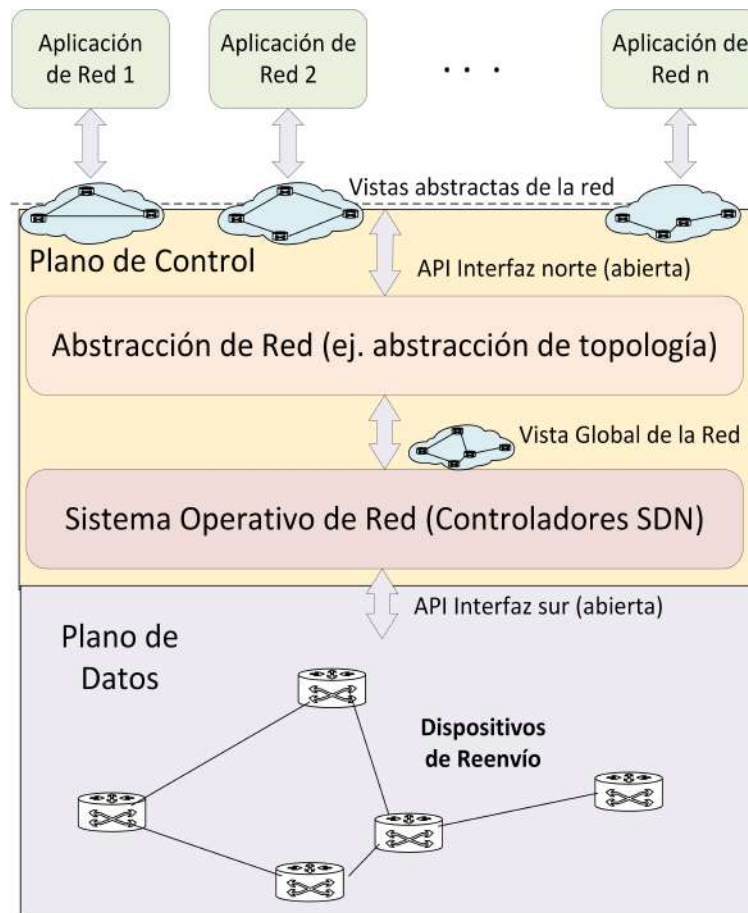 Aplicación
de Red 1
Aplicación de
Red 2
. . .
Aplicación de
Red n
Vistas abstractas de la red
Plano de Control
API Interfaz norte (abierta)
Abstracción de Red (ej. abstracción de topología)
Vista Global de la Red
Sistema Operativo de Red (Controladores SDN)
API Interfaz sur (abierta)
Plano de
Datos
Dispositivos
de Reenvío